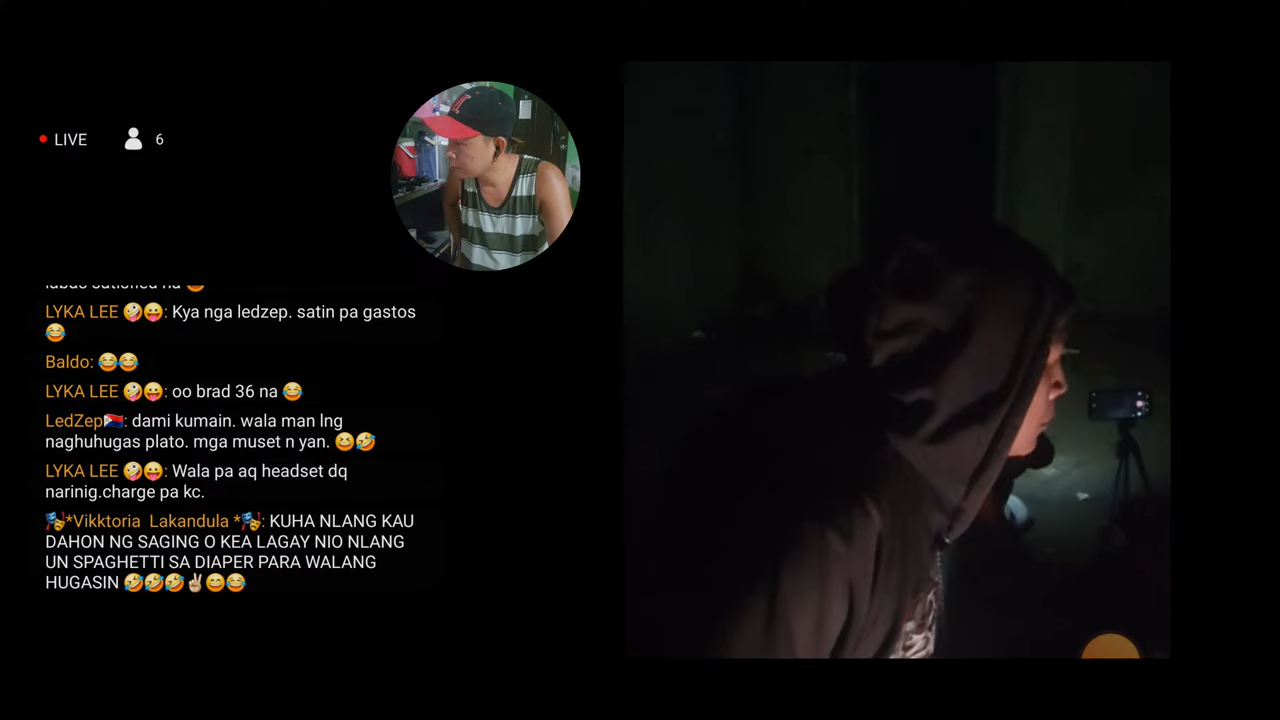 LIVE 6
LYKA LEE 🤪😛: Kya nga ledzep. satin pa gastos
😂
Baldo: 😂😂
LYKA LEE 🤪😛: oo brad 36 na 😂
LedZep🇵🇭: dami kumain. wala man lng
naghuhugas plato. mga muset n yan. 😆🤣
LYKA LEE 🤪😛: Wala pa aq headset dq
narinig.charge pa kc.
🎭*Vikktoria Lakandula *🎭: KUHA NLANG KAU
DAHON NG SAGING O KEA LAGAY NIO NLANG
UN SPAGHETTI SA DIAPER PARA WALANG
HUGASIN 🤣🤣🤣✌🏻😄😂